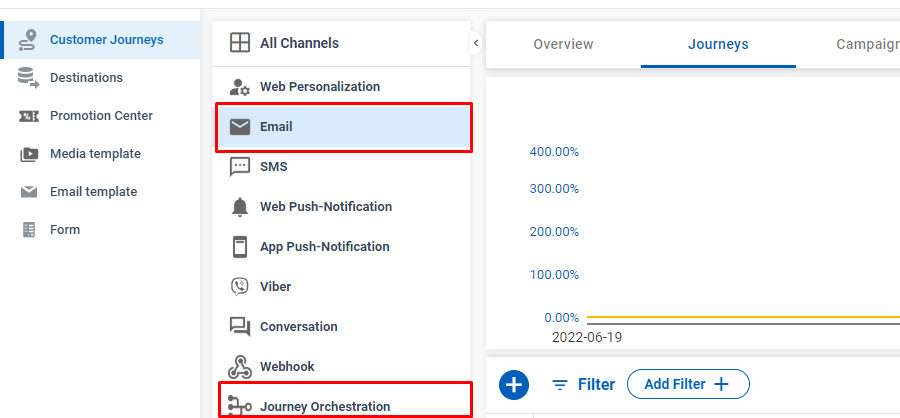 Customer Journeys
Destinations
Promotion Center
Media template
Email template
Form
All Channels
Web Personalization
Email
SMS
Web Push-Notification
App Push-Notification
Viber
Conversation
Webhook
Journey Orchestration
Overview
Journeys
Campaign
400.00%
300.00%
200.00%
100.00%
0.00%
2022-06-19
Filter
Add Filter